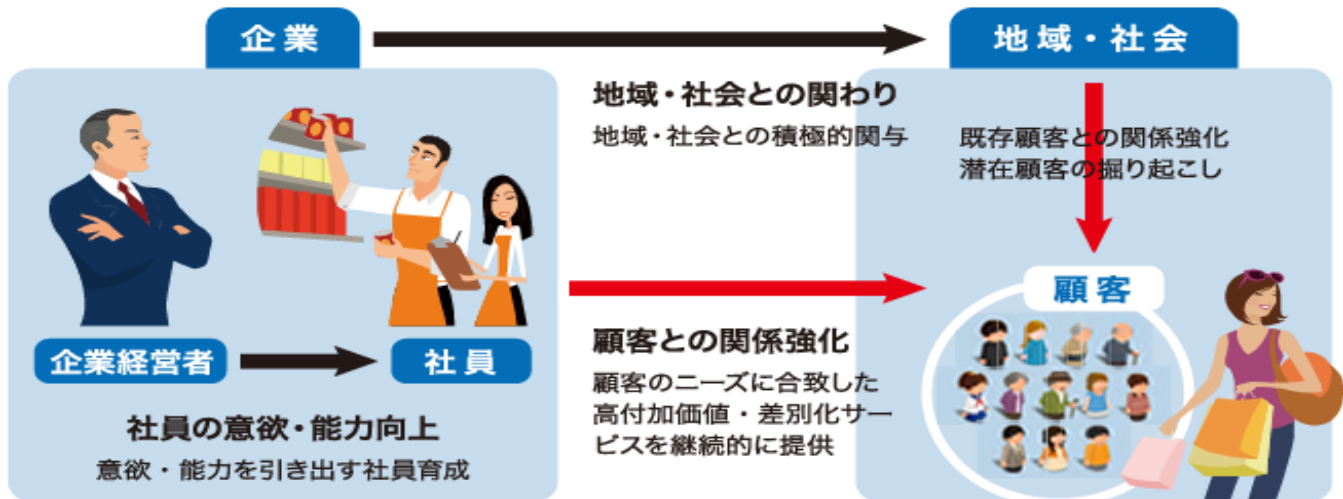 企業
地域・社会
地域・社会との関わり
地域・社会との積極的関与
既存顧客との関係強化
潜在顧客の掘り起こし
顧客
企業経営者
社員
社員の意欲・能力向上
意欲・能力を引き出す社員育成
顧客との関係強化
顧客のニーズに合致した
高付加価値・差別化サー
ビスを継続的に提供